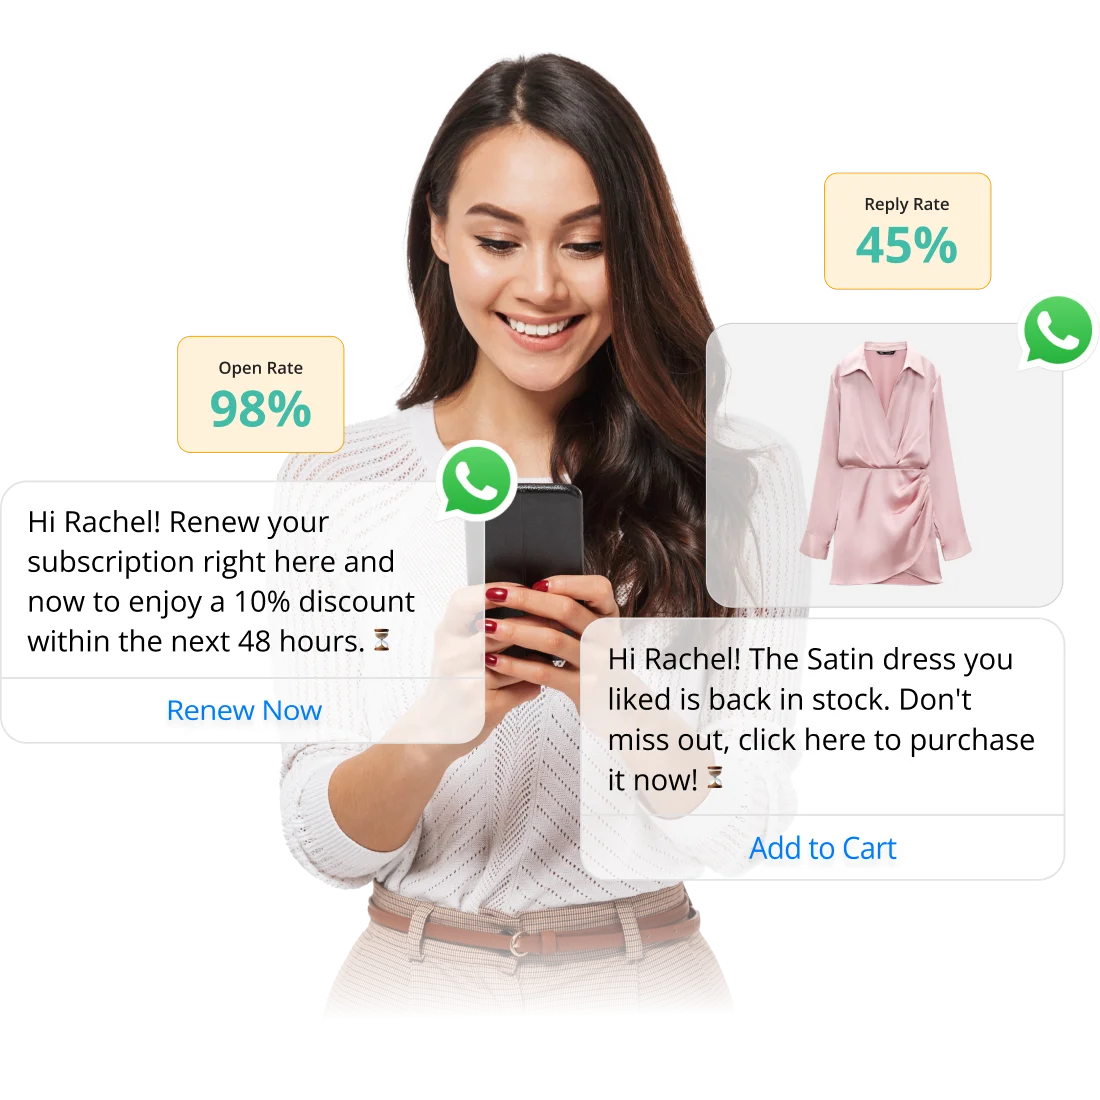 Reply Rate
45%
Open Rate
98%
Hi Rachel! Renew your
subscription right here and
now to enjoy a 10% discount
within the next 48 hours. ⏳
Renew Now
Hi Rachel! The Satin dress you
liked is back in stock. Don't
miss out, click here to purchase
it now! ⏳
Add to Cart